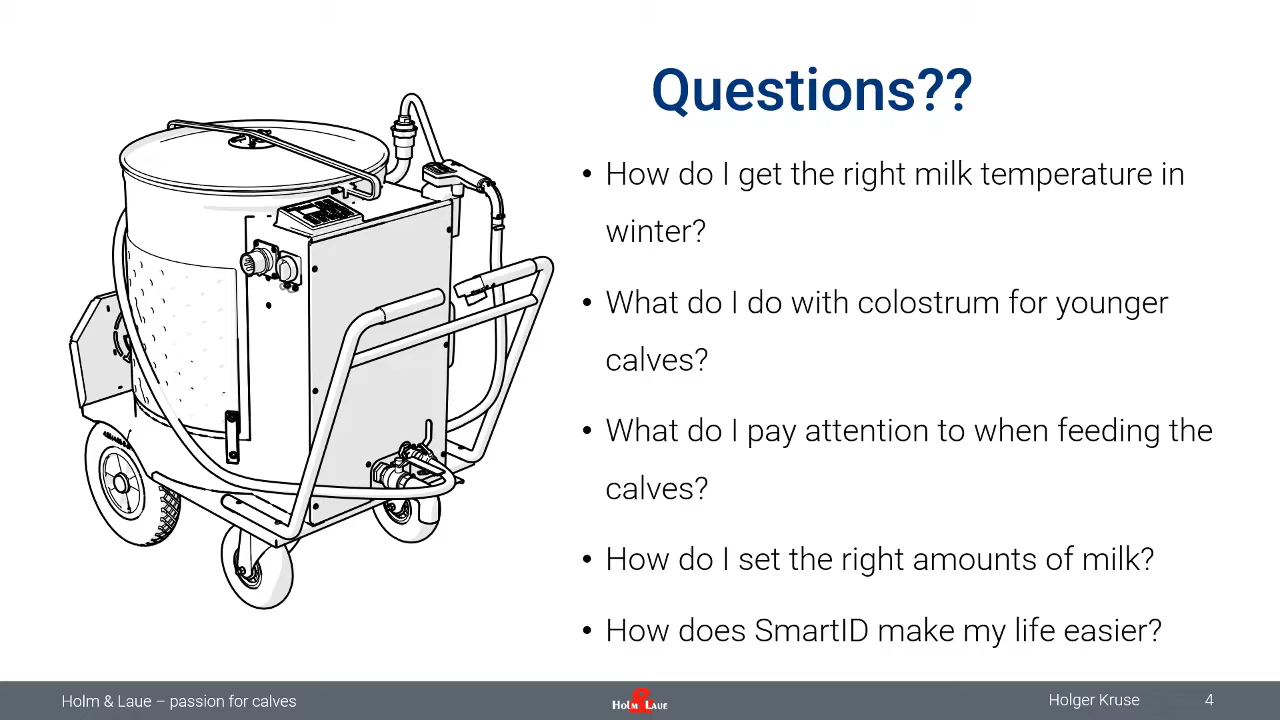 Questions??
• How do I get the right milk temperature in
winter?
• What do I do with colostrum for younger
calves?
• What do I pay attention to when feeding the
calves?
• How do I set the right amounts of milk?
• How does SmartID make my life easier?
Holm & Laue – passion for calves
Holm & Laue
Holger Kruse
4